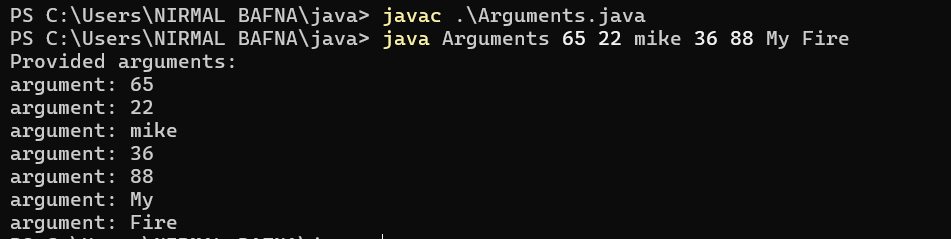 PS C:\Users\NIRMAL BAFNA\java> javac .\Arguments.java
PS C:\Users\NIRMAL BAFNA\java> java Arguments 65 22 mike 36 88 My Fire
Provided arguments:
argument: 65
argument: 22
argument: mike
argument: 36
argument: 88
argument: My
argument: Fire